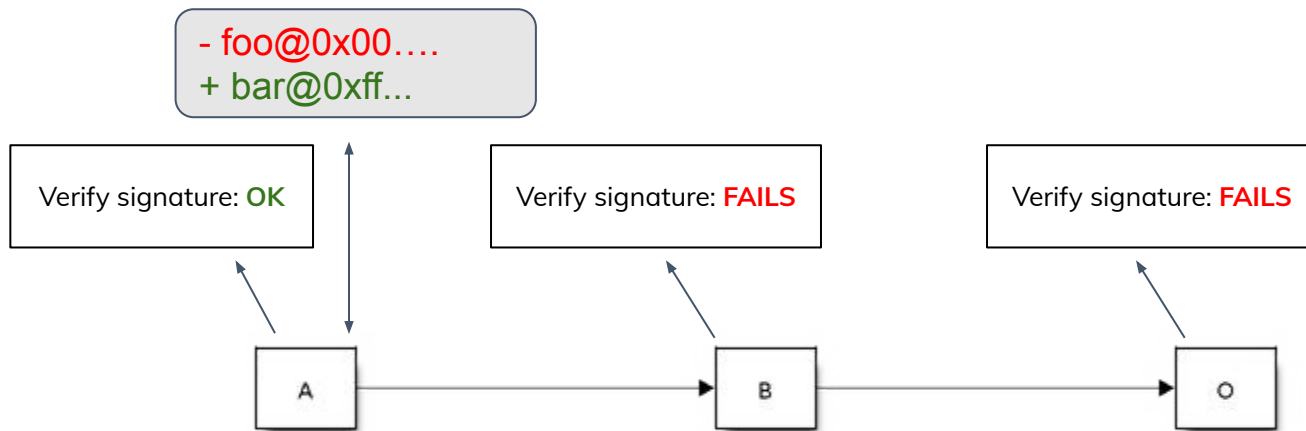 - foo@0x00....
+ bar@0xff...
Verify signature: OK
Verify signature: FAILS
Verify signature: FAILS
A
B
O